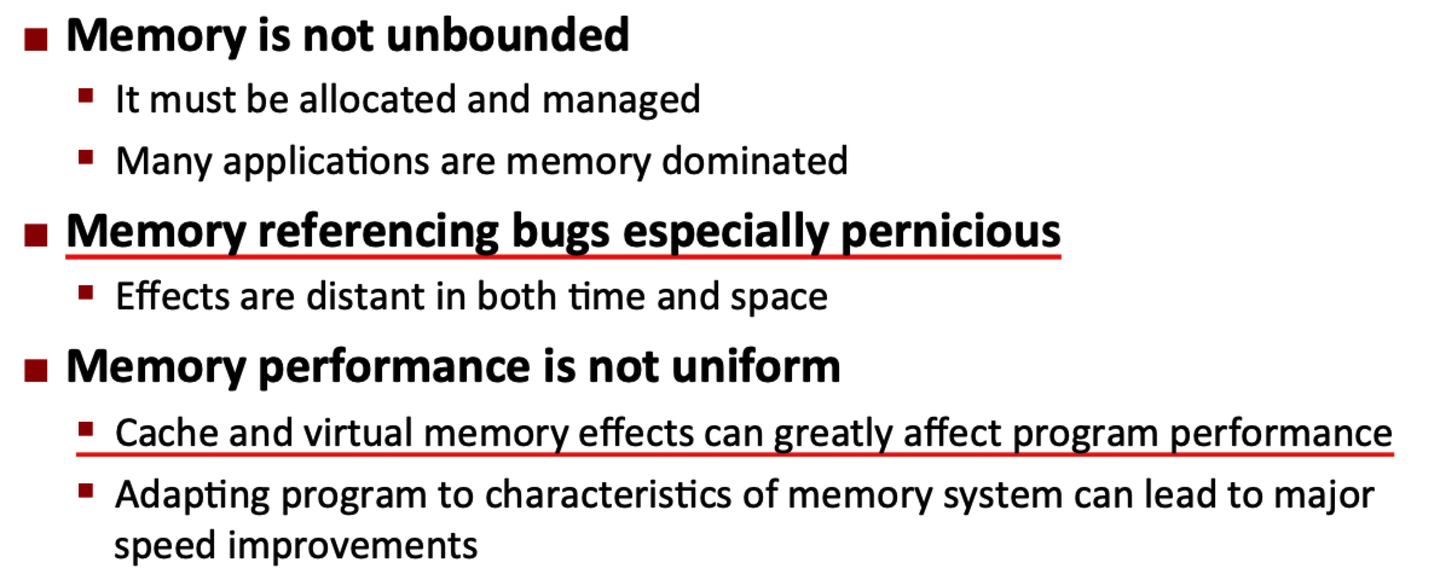 Memory is not unbounded
It must be allocated and managed
Many applications are memory dominated
Memory referencing bugs especially pernicious
Effects are distant in both time and space
Memory performance is not uniform
Cache and virtual memory effects can greatly affect program performance
Adapting program to characteristics of memory system can lead to major
speed improvements